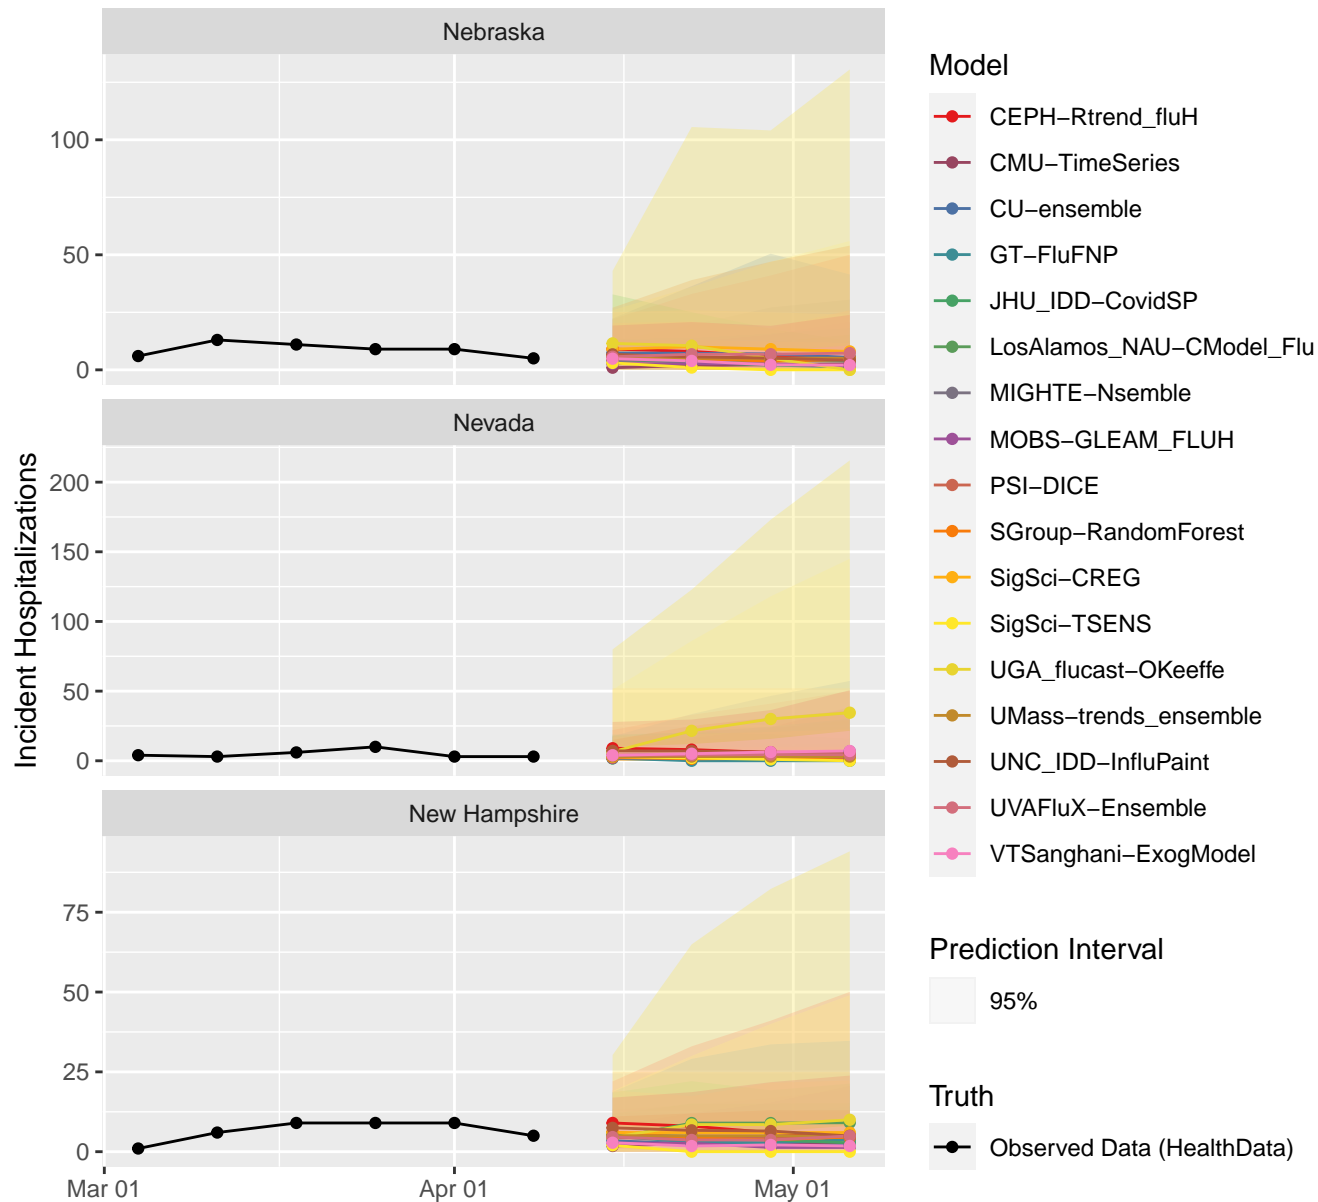 Nebraska
100
50
0
Nevada
200
150
100
50
0
New Hampshire
75
50
25
0
Mar 01
Apr 01
May 01
Incident Hospitalizations
Model
CEPH−Rtrend_fluH
CMU−TimeSeries
CU−ensemble
GT−FluFNP
JHU_IDD−CovidSP
LosAlamos_NAU−CModel_Flu
MIGHTE−Nsemble
MOBS−GLEAM_FLUH
PSI−DICE
SGroup−RandomForest
SigSci−CREG
SigSci−TSENS
UGA_flucast−OKeeffe
UMass−trends_ensemble
UNC_IDD−InfluPaint
UVAFluX−Ensemble
VTSanghani−ExogModel
Prediction Interval
95%
Truth
Observed Data (HealthData)